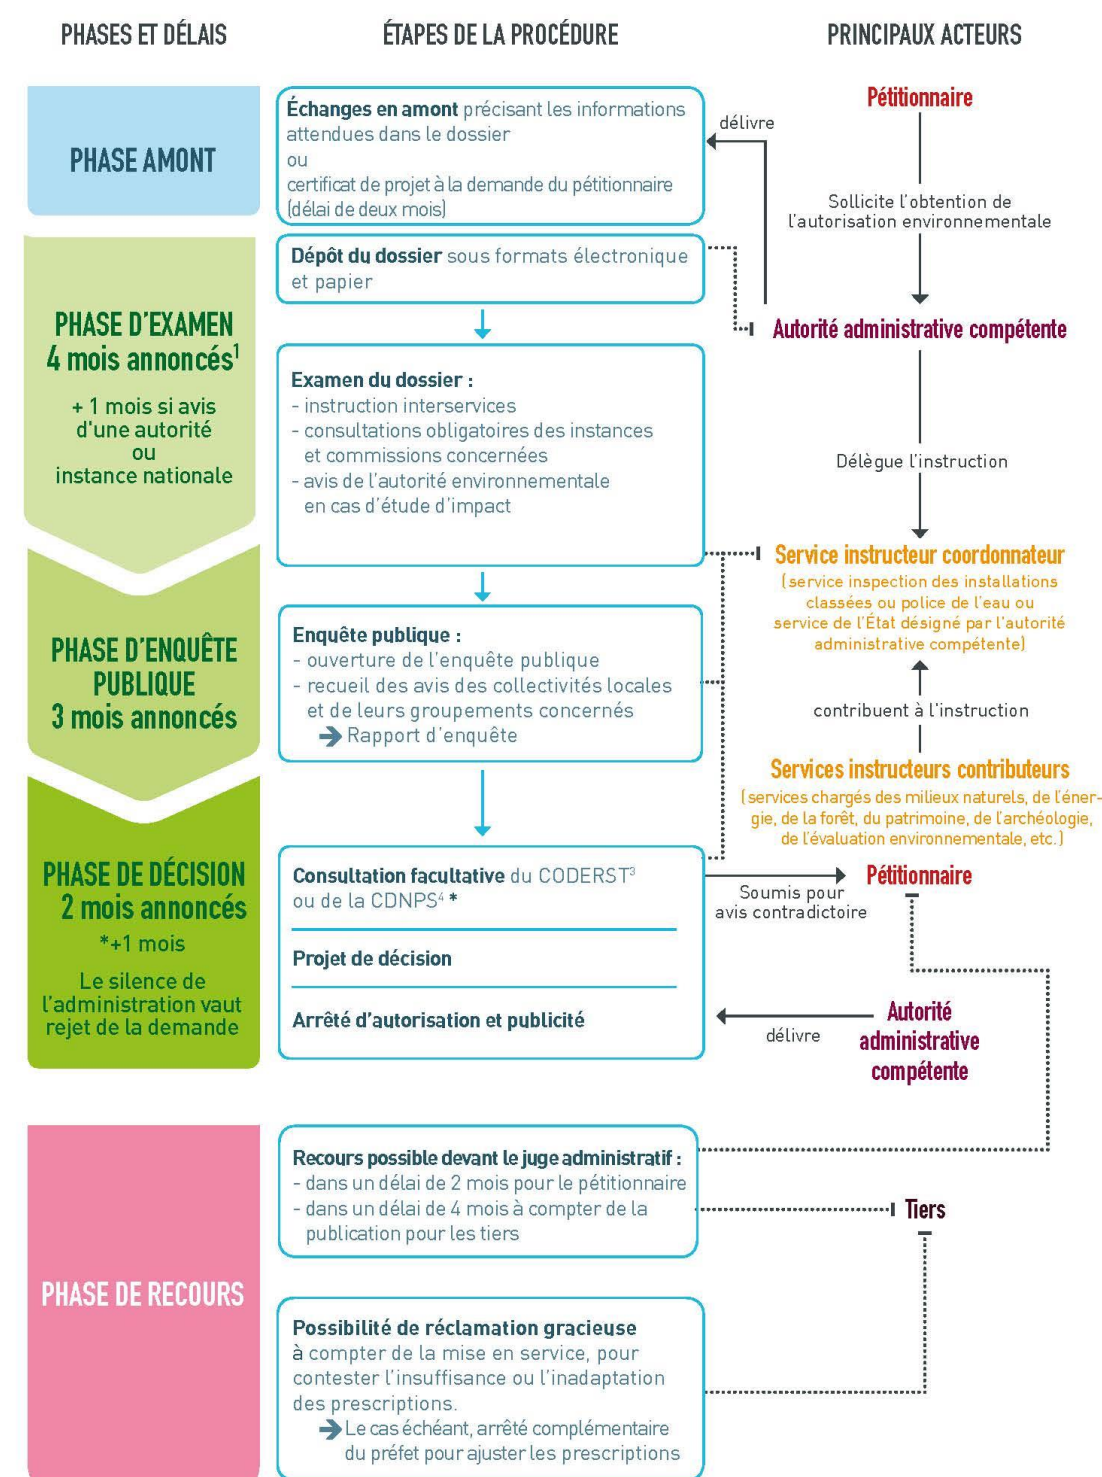 PHASES ET DÉLAIS
ÉTAPES DE LA PROCÉDURE
PRINCIPAUX ACTEURS
PHASE AMONT
Échanges en amont précisant les informations
attendues dans le dossier
ou
certificat de projet à la demande du pétitionnaire
(délai de deux mois)
délivre
Pétitionnaire
Sollicite l'obtention de
l'autorisation environnementale
PHASE D'EXAMEN
4 mois annoncés¹
+ 1 mois si avis
d'une autorité
ou
instance nationale
Dépôt du dossier sous formats électronique
et papier
Autorité administrative compétente
Examen du dossier :
- instruction interservices
- consultations obligatoires des instances
et commissions concernées
- avis de l'autorité environnementale
en cas d'étude d'impact
Délègue l'instruction
Service instructeur coordonnateur
(service inspection des installations
classées ou police de l'eau ou
service de l'État désigné par l'autorité
administrative compétente)
PHASE D'ENQUÊTE
PUBLIQUE
3 mois annoncés
Enquête publique :
- ouverture de l'enquête publique
- recueil des avis des collectivités locales
et de leurs groupements concernés
➔ Rapport d'enquête
contribuent à l'instruction
Services instructeurs contributeurs
(services chargés des milieux naturels, de l'éner-
gie, de la forêt, du patrimoine, de l'archéologie,
de l'évaluation environnementale, etc.)
PHASE DE DÉCISION
2 mois annoncés
*+1 mois
Le silence de
l'administration vaut
rejet de la demande
Consultation facultative du CODERST³
ou de la CDNPS⁴ *
Projet de décision
Arrêté d'autorisation et publicité
Soumis pour
avis contradictoire
Pétitionnaire
délivre
Autorité
administrative
compétente
PHASE DE RECOURS
Recours possible devant le juge administratif :
- dans un délai de 2 mois pour le pétitionnaire
- dans un délai de 4 mois à compter de la
publication pour les tiers
Tiers
Possibilité de réclamation gracieuse
à compter de la mise en service, pour
contester l'insuffisance ou l'inadaptation
des prescriptions.
➔ Le cas échéant, arrêté complémentaire
du préfet pour ajuster les prescriptions